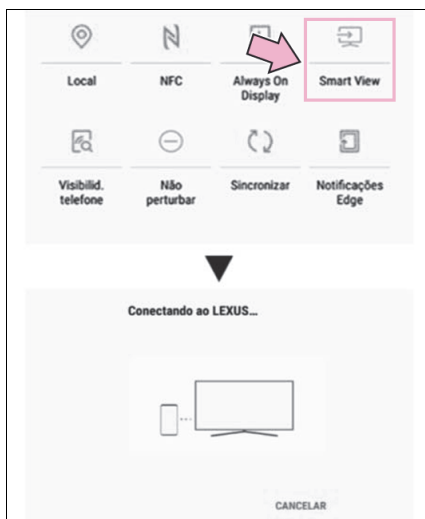 Local
NFC
Always On
Display
Smart View
Visibilid.
telefone
Não
perturbar
Sincronizar
Notificações
Edge
Conectando ao LEXUS...
CANCELAR